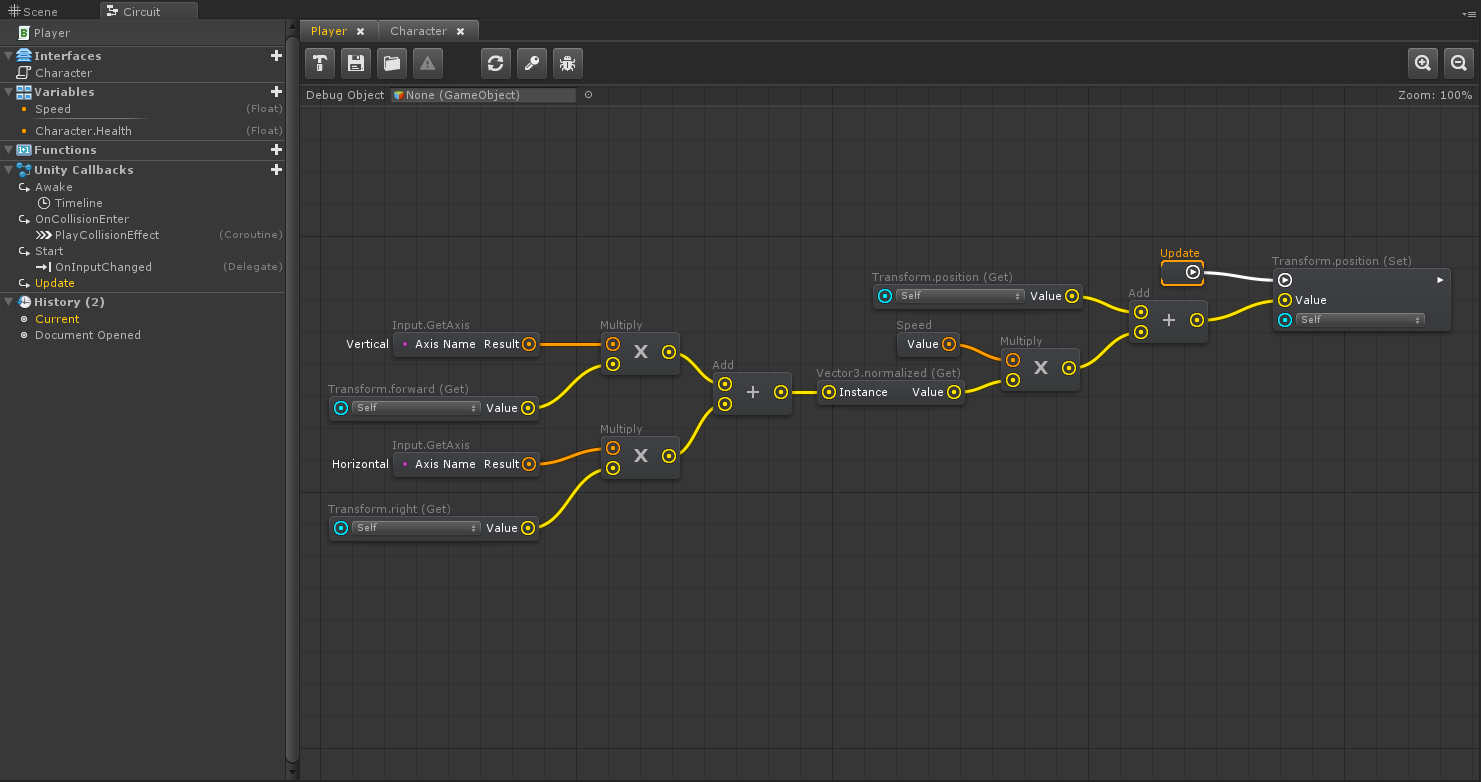 Scene
Circuit
Player
Interfaces
Character
Variables
Speed (Float)
Character.Health (Float)
Functions
Unity Callbacks
Awake
Timeline
OnCollisionEnter
PlayCollisionEffect (Coroutine)
Start
OnInputChanged (Delegate)
Update
History (2)
Current
Document Opened
Player
Character
Debug Object None (GameObject)
Zoom: 100%
Input.GetAxis
Vertical Axis Name Result
Transform.forward (Get)
Self Value
Input.GetAxis
Horizontal Axis Name Result
Transform.right (Get)
Self Value
Multiply
X
Multiply
X
Add
+
Vector3.normalized (Get)
Instance Value
Speed
Value
Multiply
X
Transform.position (Get)
Self Value
Add
+
Update
Transform.position (Set)
Value
Self